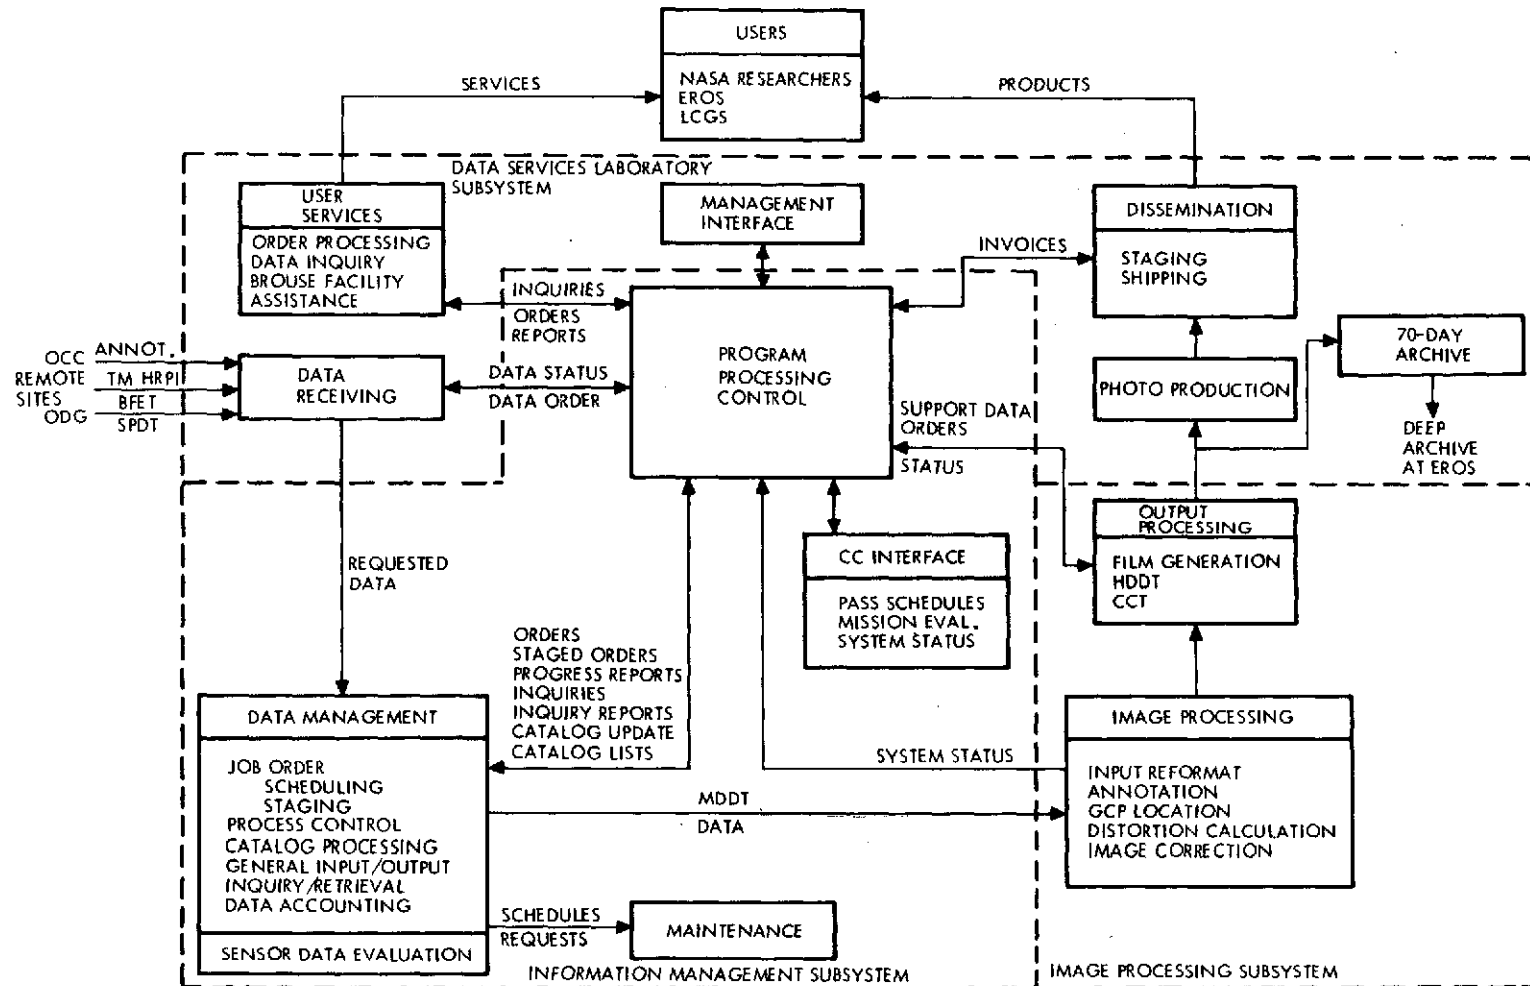 USERS
NASA RESEARCHERS
EROS
LCGS
SERVICES
PRODUCTS
DATA SERVICES LABORATORY
SUBSYSTEM
USER
SERVICES
ORDER PROCESSING
DATA INQUIRY
BROUSE FACILITY
ASSISTANCE
MANAGEMENT
INTERFACE
DISSEMINATION
STAGING
SHIPPING
INVOICES
INQUIRIES
ORDERS
REPORTS
PROGRAM
PROCESSING
CONTROL
70-DAY
ARCHIVE
DEEP
ARCHIVE
AT EROS
PHOTO PRODUCTION
OCC
REMOTE
SITES
ODG
ANNOT.
TM HRPI
BFET
SPDT
DATA
RECEIVING
DATA STATUS
DATA ORDER
SUPPORT DATA
ORDERS
STATUS
OUTPUT
PROCESSING
FILM GENERATION
HDDT
CCT
REQUESTED
DATA
CC INTERFACE
PASS SCHEDULES
MISSION EVAL.
SYSTEM STATUS
ORDERS
STAGED ORDERS
PROGRESS REPORTS
INQUIRIES
INQUIRY REPORTS
CATALOG UPDATE
CATALOG LISTS
DATA MANAGEMENT
JOB ORDER
SCHEDULING
STAGING
PROCESS CONTROL
CATALOG PROCESSING
GENERAL INPUT/OUTPUT
INQUIRY/RETRIEVAL
DATA ACCOUNTING
SENSOR DATA EVALUATION
SYSTEM STATUS
MDDT
DATA
IMAGE PROCESSING
INPUT REFORMAT
ANNOTATION
GCP LOCATION
DISTORTION CALCULATION
IMAGE CORRECTION
SCHEDULES
REQUESTS
MAINTENANCE
INFORMATION MANAGEMENT SUBSYSTEM
IMAGE PROCESSING SUBSYSTEM